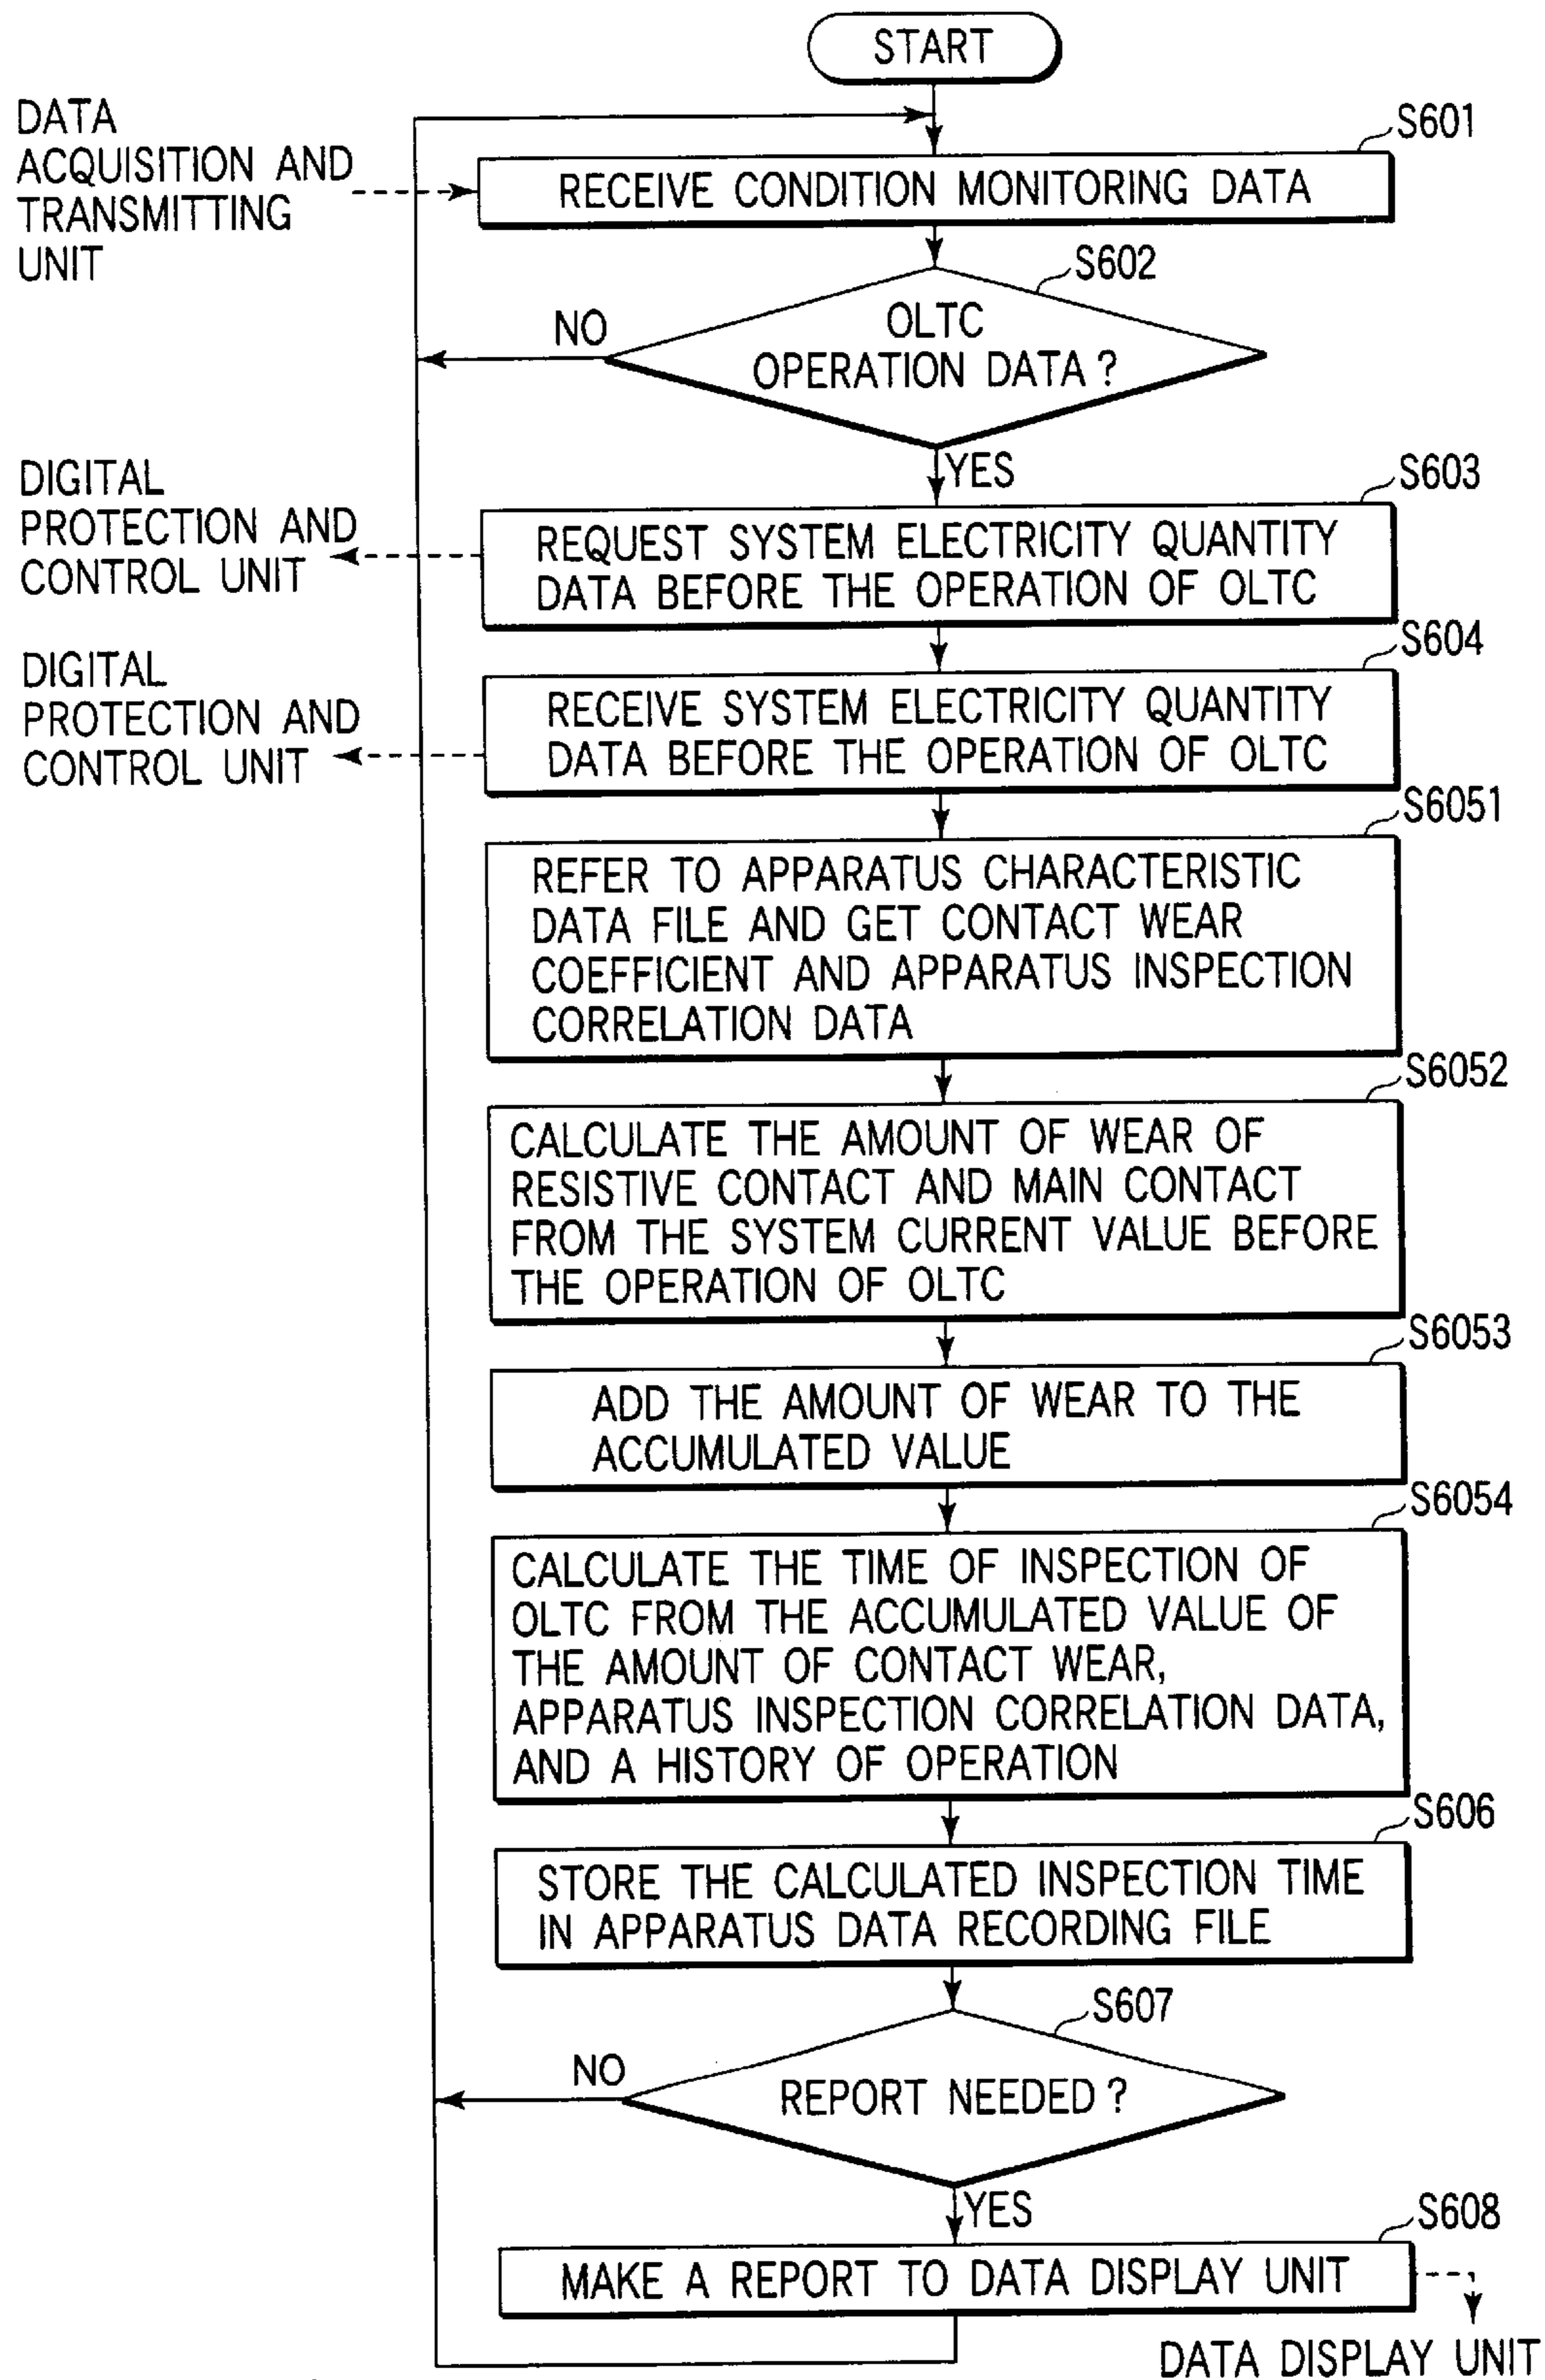 START
DATA
ACQUISITION AND
TRANSMITTING
UNIT
S601
RECEIVE CONDITION MONITORING DATA
S602
OLTC
OPERATION DATA?
NO
YES
DIGITAL
PROTECTION AND
CONTROL UNIT
S603
REQUEST SYSTEM ELECTRICITY QUANTITY
DATA BEFORE THE OPERATION OF OLTC
DIGITAL
PROTECTION AND
CONTROL UNIT
S604
RECEIVE SYSTEM ELECTRICITY QUANTITY
DATA BEFORE THE OPERATION OF OLTC
S6051
REFER TO APPARATUS CHARACTERISTIC
DATA FILE AND GET CONTACT WEAR
COEFFICIENT AND APPARATUS INSPECTION
CORRELATION DATA
S6052
CALCULATE THE AMOUNT OF WEAR OF
RESISTIVE CONTACT AND MAIN CONTACT
FROM THE SYSTEM CURRENT VALUE BEFORE
THE OPERATION OF OLTC
S6053
ADD THE AMOUNT OF WEAR TO THE
ACCUMULATED VALUE
S6054
CALCULATE THE TIME OF INSPECTION OF
OLTC FROM THE ACCUMULATED VALUE OF
THE AMOUNT OF CONTACT WEAR,
APPARATUS INSPECTION CORRELATION DATA,
AND A HISTORY OF OPERATION
S606
STORE THE CALCULATED INSPECTION TIME
IN APPARATUS DATA RECORDING FILE
S607
REPORT NEEDED?
NO
YES
S608
MAKE A REPORT TO DATA DISPLAY UNIT
DATA DISPLAY UNIT